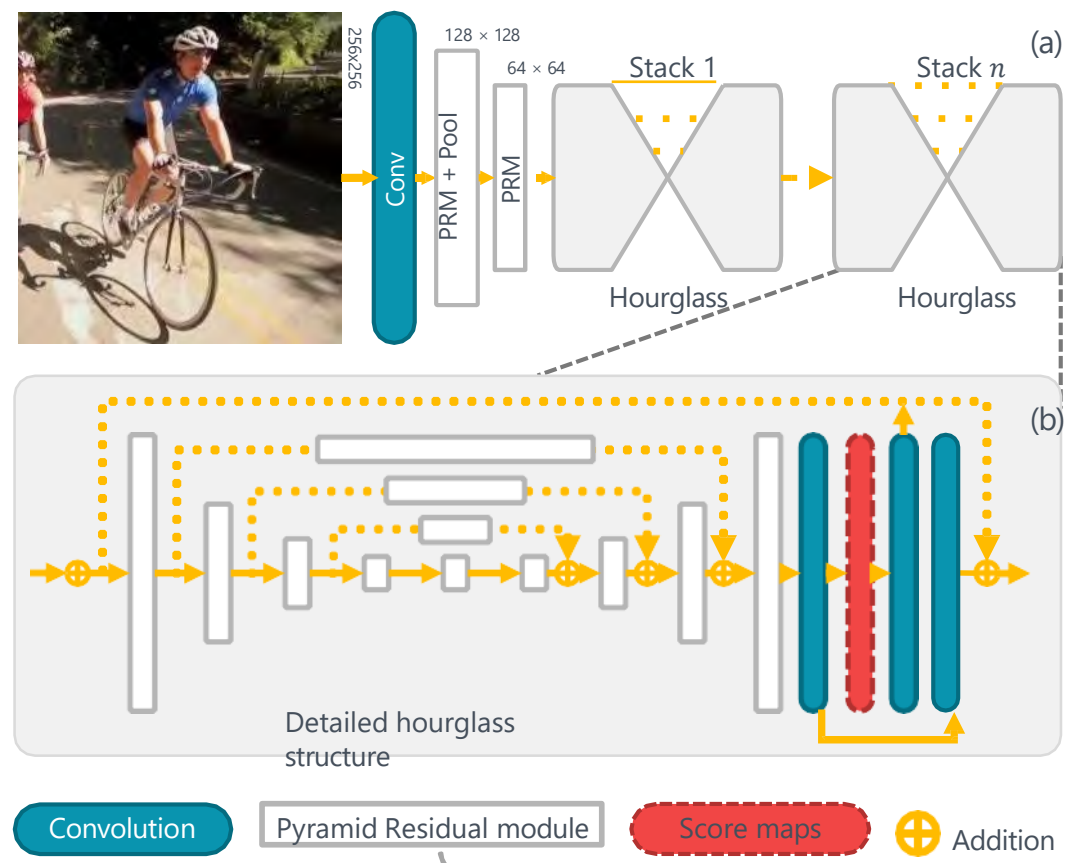 (a)
256x256
128 × 128
64 × 64
Stack 1
Stack n
Conv
PRM + Pool
PRM
Hourglass
Hourglass
(b)
Detailed hourglass
structure
Convolution
Pyramid Residual module
Score maps
Addition